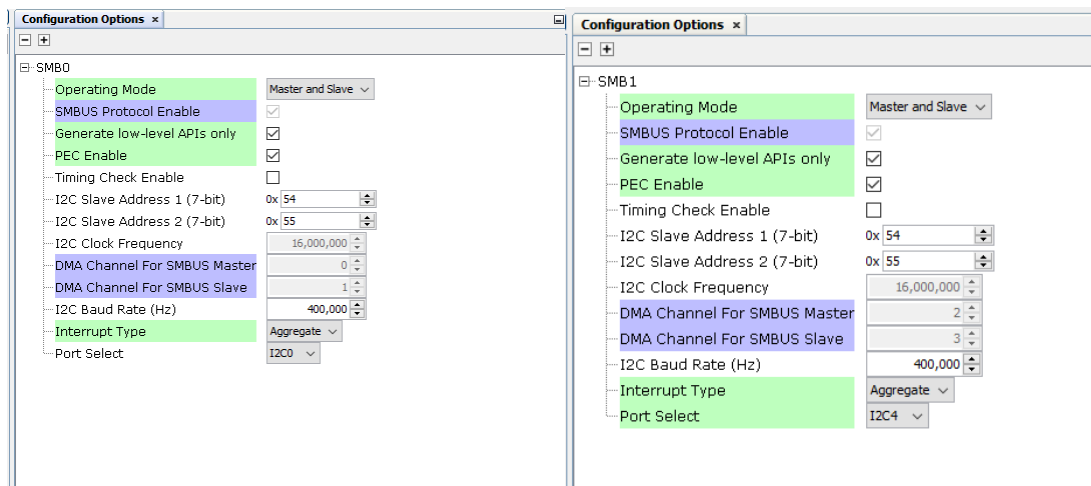 Configuration Options ×
SMB0
Operating Mode Master and Slave
SMBUS Protocol Enable
Generate low-level APIs only
PEC Enable
Timing Check Enable
I2C Slave Address 1 (7-bit) 0x 54
I2C Slave Address 2 (7-bit) 0x 55
I2C Clock Frequency 16,000,000
DMA Channel For SMBUS Master 0
DMA Channel For SMBUS Slave 1
I2C Baud Rate (Hz) 400,000
Interrupt Type Aggregate
Port Select I2C0
Configuration Options ×
SMB1
Operating Mode Master and Slave
SMBUS Protocol Enable
Generate low-level APIs only
PEC Enable
Timing Check Enable
I2C Slave Address 1 (7-bit) 0x 54
I2C Slave Address 2 (7-bit) 0x 55
I2C Clock Frequency 16,000,000
DMA Channel For SMBUS Master 2
DMA Channel For SMBUS Slave 3
I2C Baud Rate (Hz) 400,000
Interrupt Type Aggregate
Port Select I2C4